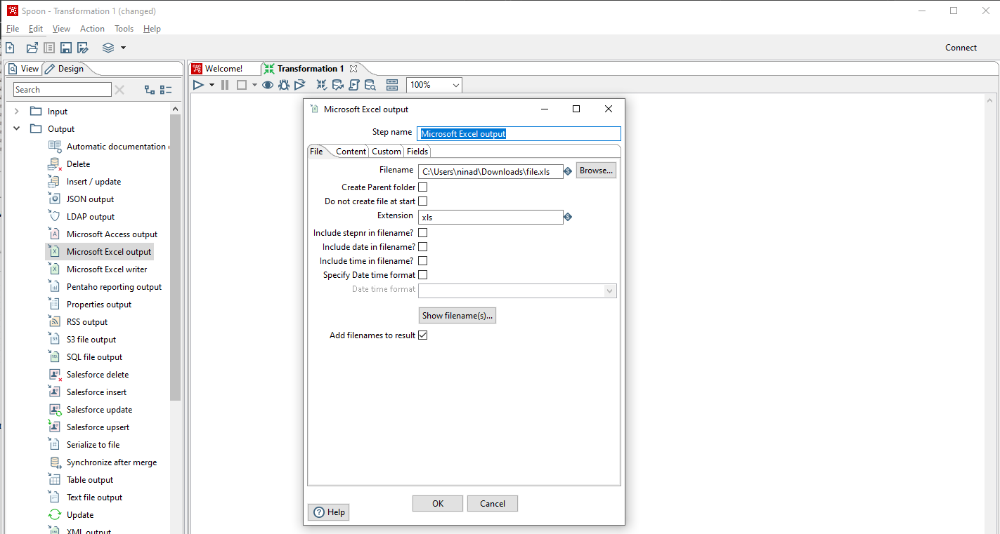 Spoon - Transformation 1 (changed)
File Edit View Action Tools Help
Connect
View Design
Welcome! Transformation 1
Search
100%
Input
Output
Automatic documentation
Delete
Insert / update
JSON output
LDAP output
Microsoft Access output
Microsoft Excel output
Microsoft Excel writer
Pentaho reporting output
Properties output
RSS output
S3 file output
SQL file output
Salesforce delete
Salesforce insert
Salesforce update
Salesforce upsert
Serialize to file
Synchronize after merge
Table output
Text file output
Update
XML output
Microsoft Excel output
Step name Microsoft Excel output
File Content Custom Fields
Filename C:\Users\ninad\Downloads\file.xls Browse...
Create Parent folder
Do not create file at start
Extension xls
Include stepnr in filename?
Include date in filename?
Include time in filename?
Specify Date time format
Date time format
Show filename(s)...
Add filenames to result
OK Cancel
Help